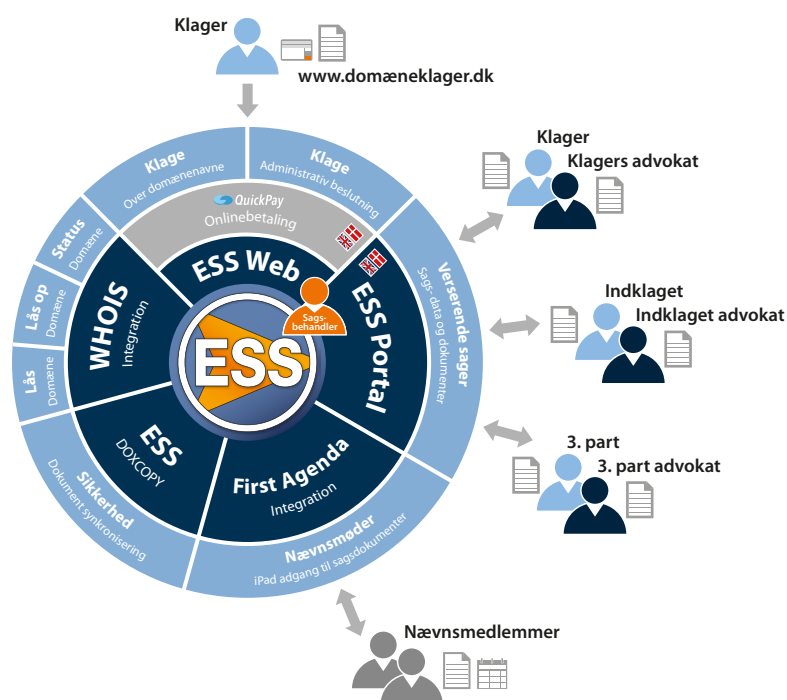 Klager
www.domæneklager.dk
Klage
Over domænenavne
Klage
Administrativ beslutning
QuickPay
Onlinebetaling
Status
Domæne
Lås op
Domæne
Lås
Domæne
WHOIS
Integration
ESS Web
Sags-
behandler
ESS
ESS Portal
Verserende sager
Sags- data og dokumenter
ESS
DOXCOPY
First Agenda
Integration
Sikkerhed
Dokument synkronisering
Nævnsmøder
iPad adgang til sagsdokumenter
Klager
Klagers advokat
Indklaget
Indklaget advokat
3. part
3. part advokat
Nævnsmedlemmer